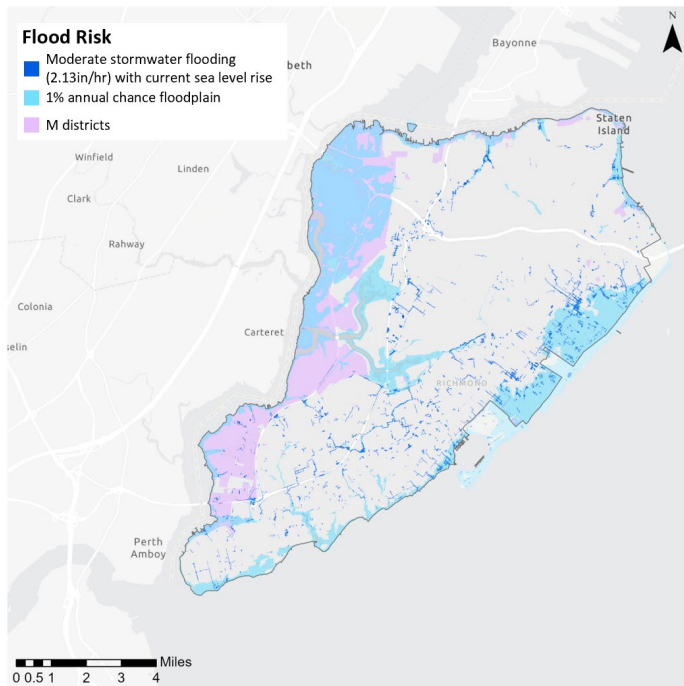 Flood Risk
Moderate stormwater flooding
(2.13in/hr) with current sea level rise
1% annual chance floodplain
M districts
N
Bayonne
beth
Staten
Island
Winfield
Linden
Clark
Rahway
Colonia
Carteret
selin
RICHMOND
Perth
Amboy
Miles
0 0.5 1 2 3 4